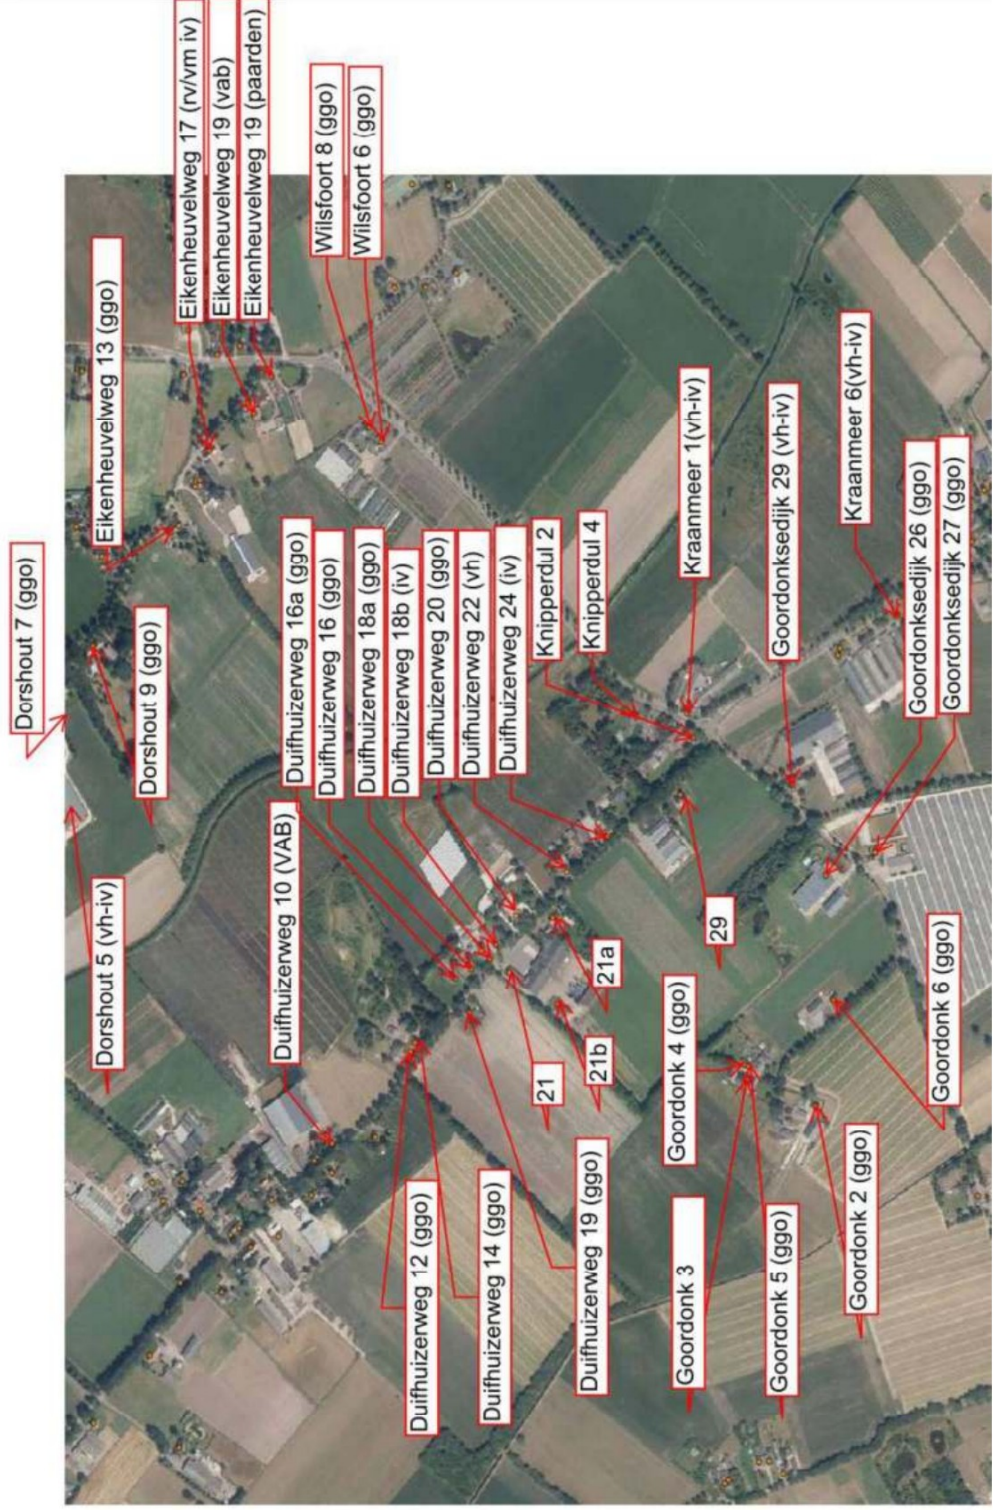 Dorshout 7 (ggo)
Eikenheuvelweg 13 (ggo)
Eikenheuvelweg 17 (rv/vm iv)
Eikenheuvelweg 19 (vab)
Eikenheuvelweg 19 (paarden)
Wilsfoort 8 (ggo)
Wilsfoort 6 (ggo)
Dorshout 5 (vh-iv)
Dorshout 9 (ggo)
Duifhuizerweg 10 (VAB)
Duifhuizerweg 16a (ggo)
Duifhuizerweg 16 (ggo)
Duifhuizerweg 18a (ggo)
Duifhuizerweg 18b (iv)
Duifhuizerweg 20 (ggo)
Duifhuizerweg 22 (vh)
Duifhuizerweg 24 (iv)
Knipperdul 2
Knipperdul 4
Kraanmeer 1(vh-iv)
Goordonksedijk 29 (vh-iv)
Kraanmeer 6(vh-iv)
Goordonksedijk 26 (ggo)
Goordonksedijk 27 (ggo)
Duifhuizerweg 12 (ggo)
Duifhuizerweg 14 (ggo)
Duifhuizerweg 19 (ggo)
21
21b
21a
29
Goordonk 4 (ggo)
Goordonk 3
Goordonk 5 (ggo)
Goordonk 2 (ggo)
Goordonk 6 (ggo)